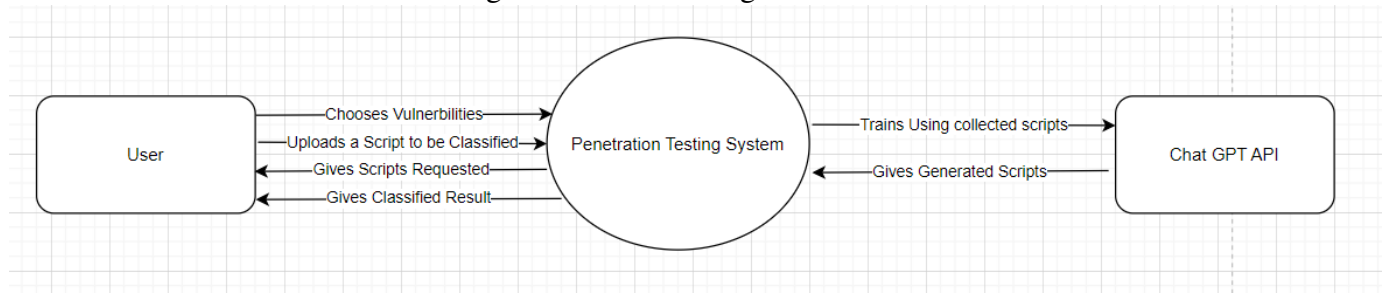 User
Chooses Vulnerbilities
Uploads a Script to be Classified
Gives Scripts Requested
Gives Classified Result
Penetration Testing System
Trains Using collected scripts
Gives Generated Scripts
Chat GPT API